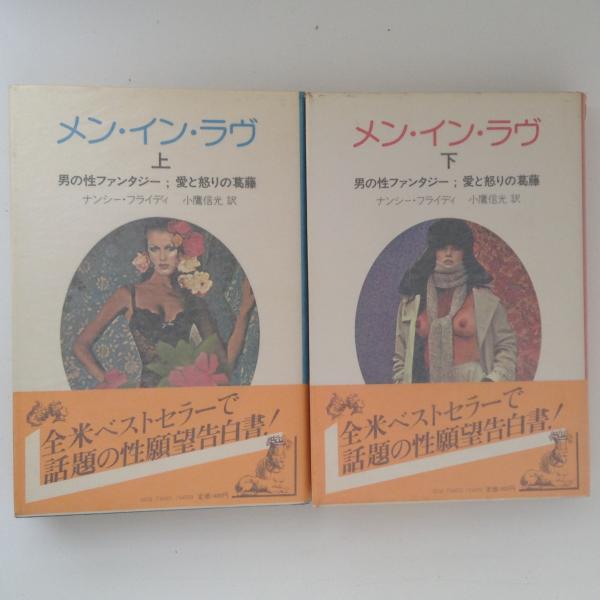 メン・イン・ラヴ
上
男の性ファンタジー；愛と怒りの葛藤
ナンシー・フライディ 小鷹信光 訳
全米ベストセラーで
話題の性願望告白書！
メン・イン・ラヴ
下
男の性ファンタジー；愛と怒りの葛藤
ナンシー・フライディ 小鷹信光 訳
全米ベストセラーで
話題の性願望告白書！